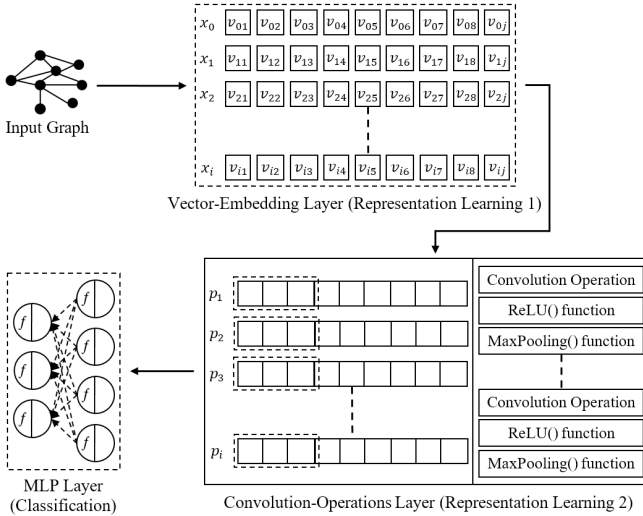 x₀ v₀₁ v₀₂ v₀₃ v₀₄ v₀₅ v₀₆ v₀₇ v₀₈ v₀ⱼ
x₁ v₁₁ v₁₂ v₁₃ v₁₄ v₁₅ v₁₆ v₁₇ v₁₈ v₁ⱼ
x₂ v₂₁ v₂₂ v₂₃ v₂₄ v₂₅ v₂₆ v₂₇ v₂₈ v₂ⱼ
xᵢ vᵢ₁ vᵢ₂ vᵢ₃ vᵢ₄ vᵢ₅ vᵢ₆ vᵢ₇ vᵢ₈ vᵢⱼ
Input Graph
Vector-Embedding Layer (Representation Learning 1)
p₁
p₂
p₃
pᵢ
Convolution Operation
ReLU() function
MaxPooling() function
Convolution Operation
ReLU() function
MaxPooling() function
Convolution-Operations Layer (Representation Learning 2)
f
f
f
f
f
f
f
MLP Layer
(Classification)